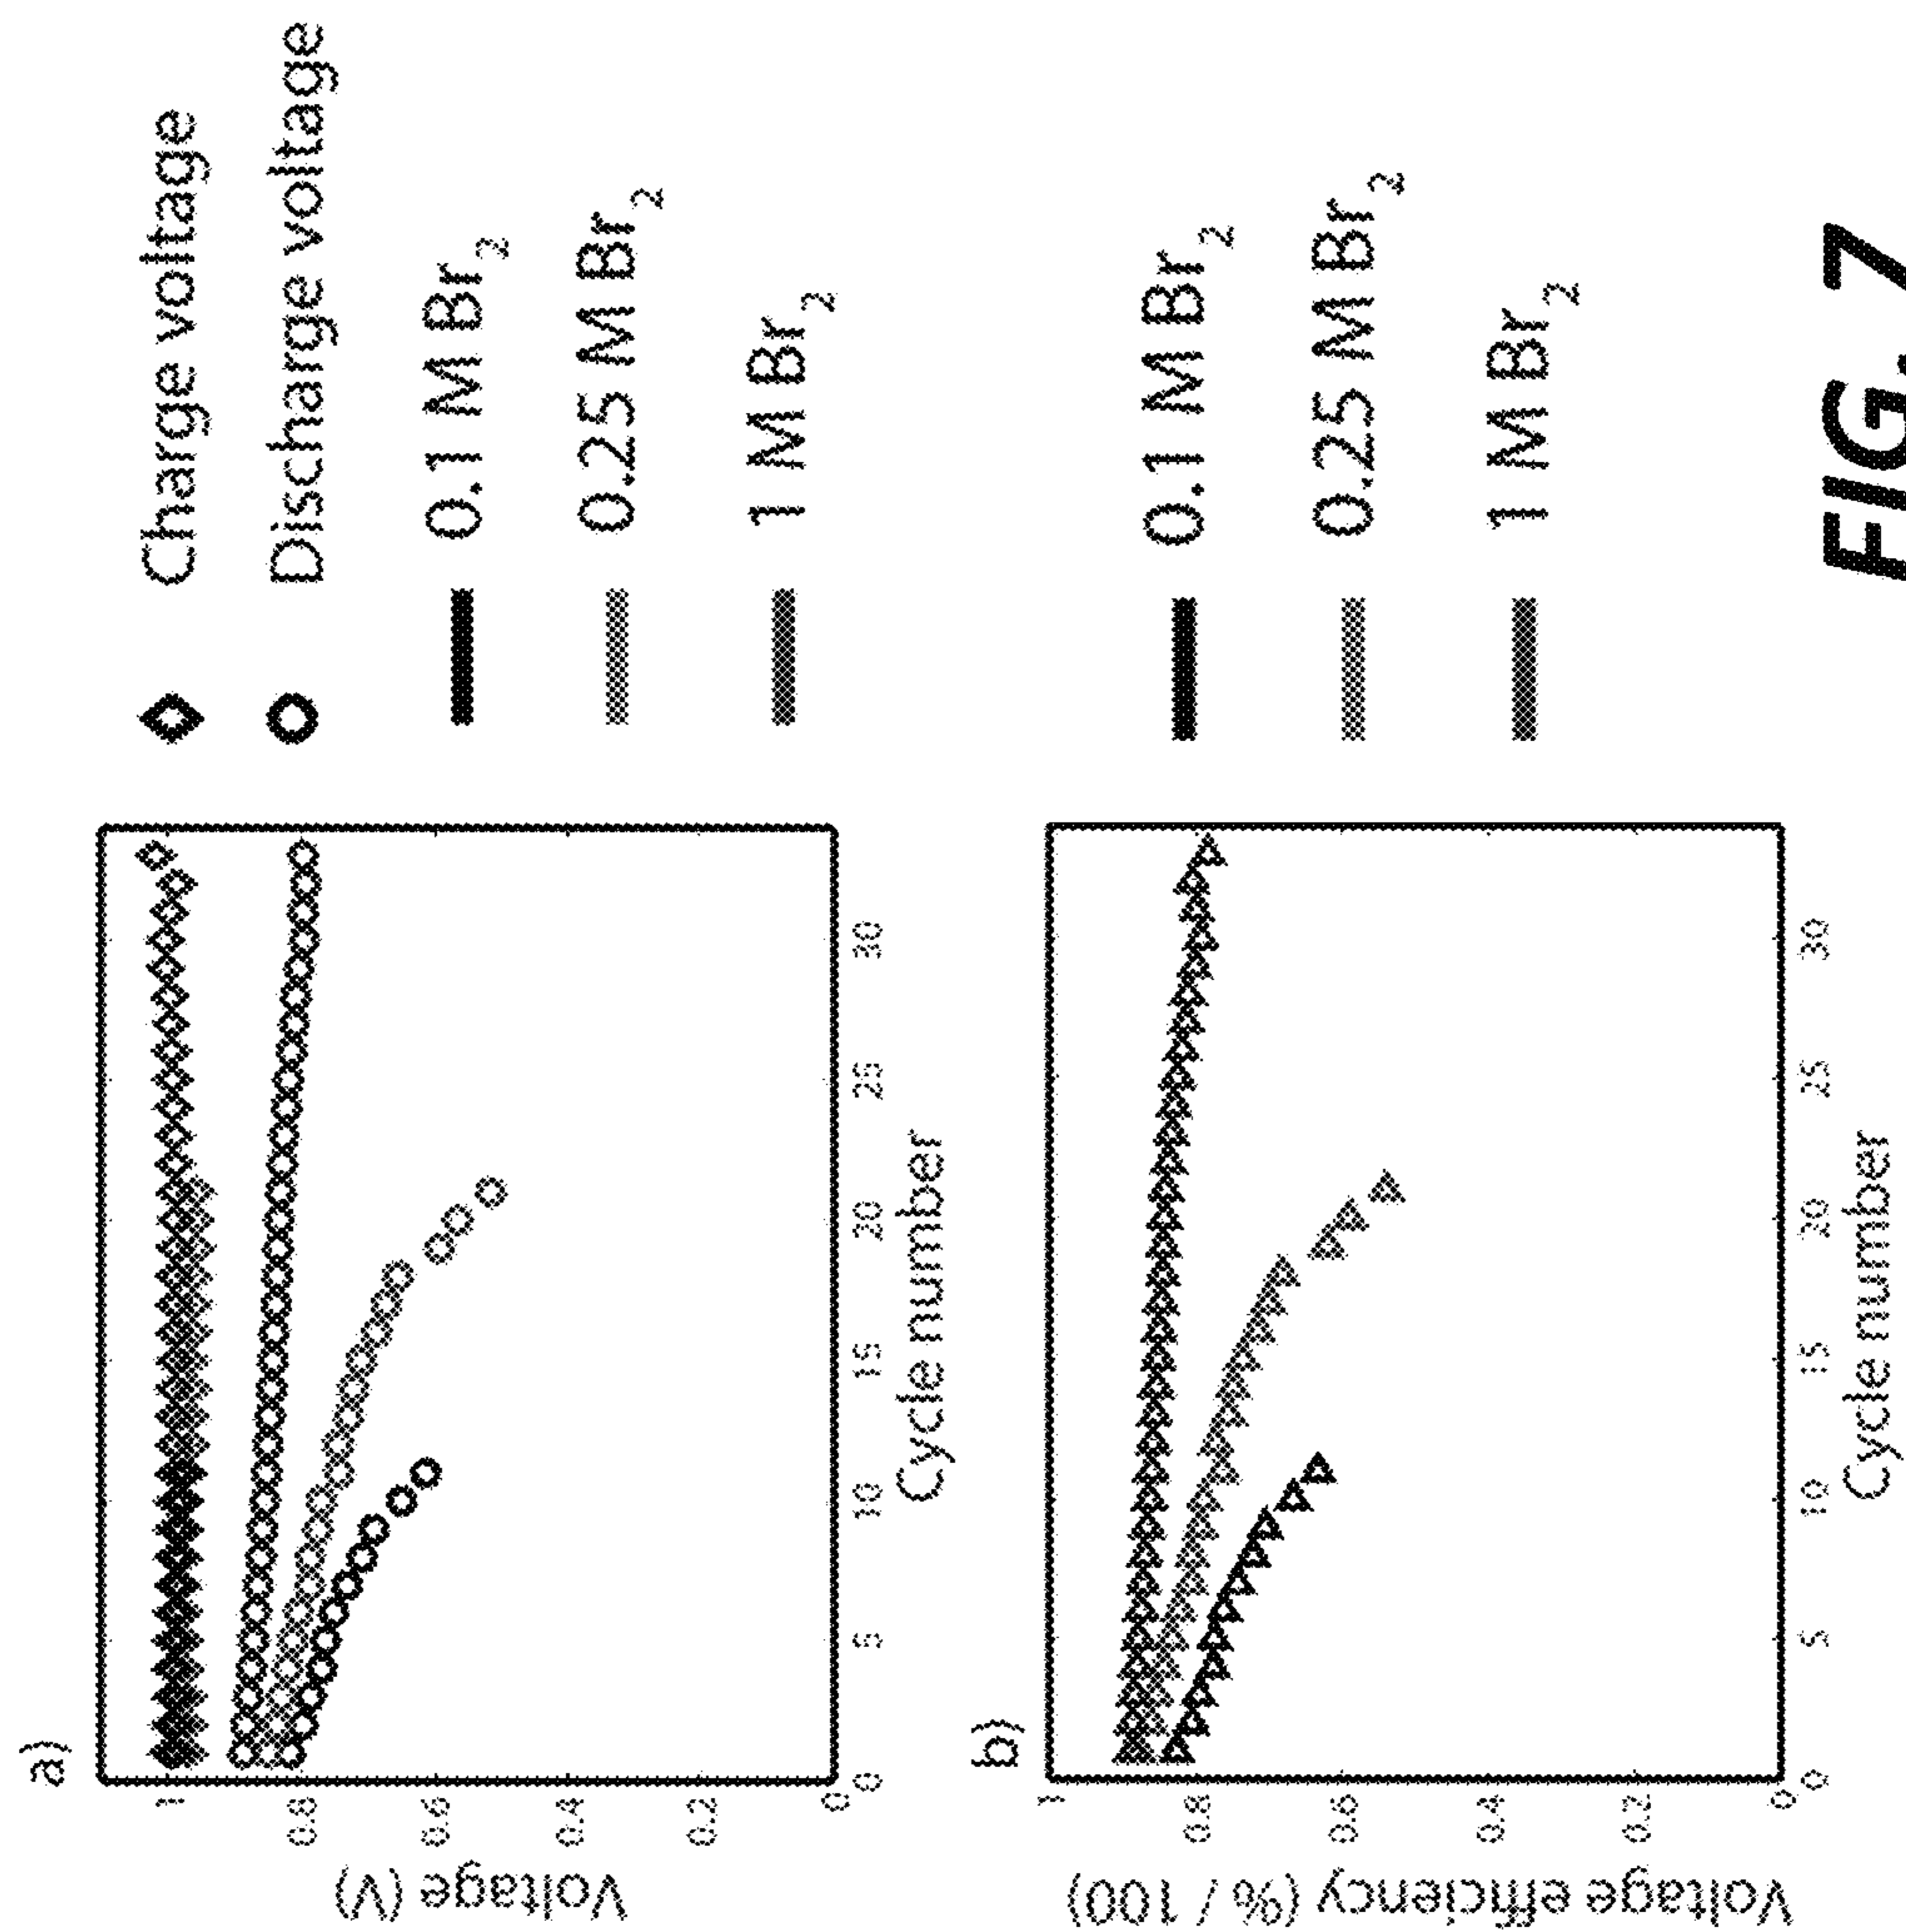 a)
Voltage (V)
1
0.8
0.6
0.4
0.2
0
0 5 10 15 20 25 30
Cycle number
Charge voltage
Discharge voltage
0.1 M Br2
0.25 M Br2
1 M Br2
b)
Voltage efficiency (% / 100)
1
0.8
0.6
0.4
0.2
0
0 5 10 15 20 25 30
Cycle number
0.1 M Br2
0.25 M Br2
1 M Br2
FIG. 7